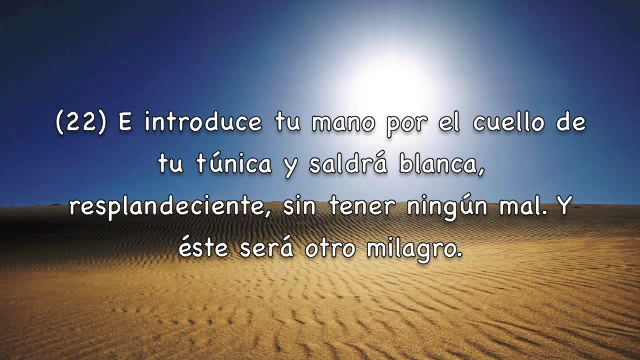 (22) E introduce tu mano por el cuello de
tu túnica y saldrá blanca,
resplandeciente, sin tener ningún mal. Y
éste será otro milagro.